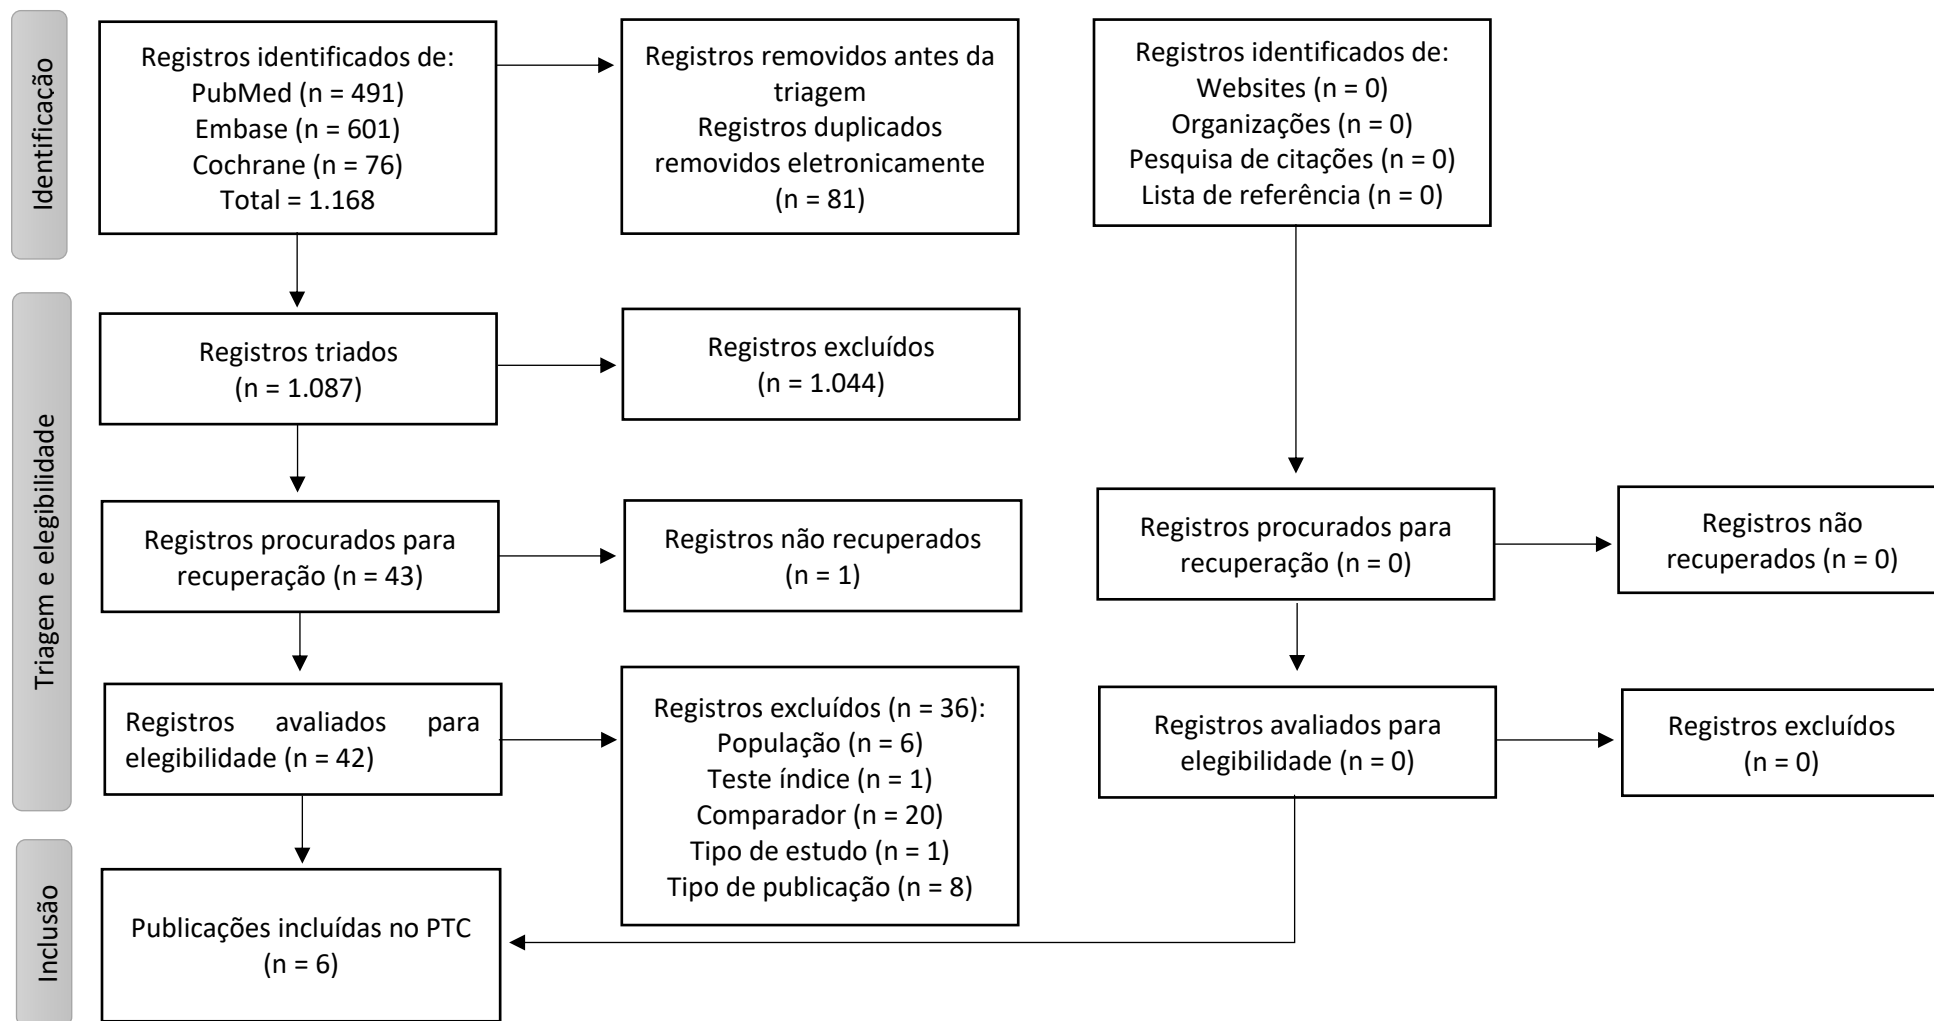 Identificação
Registros identificados de:
PubMed (n = 491)
Embase (n = 601)
Cochrane (n = 76)
Total = 1.168
Registros removidos antes da
triagem
Registros duplicados
removidos eletronicamente
(n = 81)
Registros identificados de:
Websites (n = 0)
Organizações (n = 0)
Pesquisa de citações (n = 0)
Lista de referência (n = 0)
Triagem e elegibilidade
Registros triados
(n = 1.087)
Registros excluídos
(n = 1.044)
Registros procurados para
recuperação (n = 43)
Registros não recuperados
(n = 1)
Registros procurados para
recuperação (n = 0)
Registros não
recuperados (n = 0)
Registros avaliados para
elegibilidade (n = 42)
Registros excluídos (n = 36):
População (n = 6)
Teste índice (n = 1)
Comparador (n = 20)
Tipo de estudo (n = 1)
Tipo de publicação (n = 8)
Registros avaliados para
elegibilidade (n = 0)
Registros excluídos
(n = 0)
Inclusão
Publicações incluídas no PTC
(n = 6)